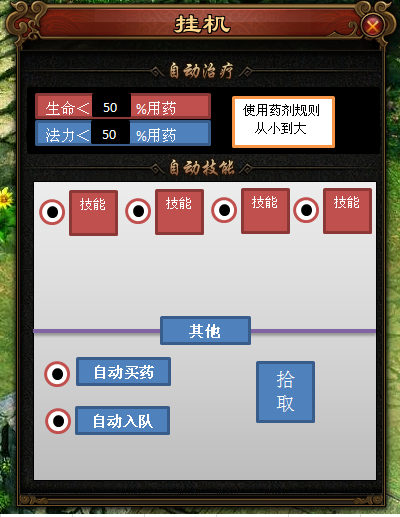 挂机
自动治疗
生命＜ 50 %用药
法力＜ 50 %用药
使用药剂规则
从小到大
自动技能
技能 技能 技能 技能
其他
自动买药
自动入队
拾
取